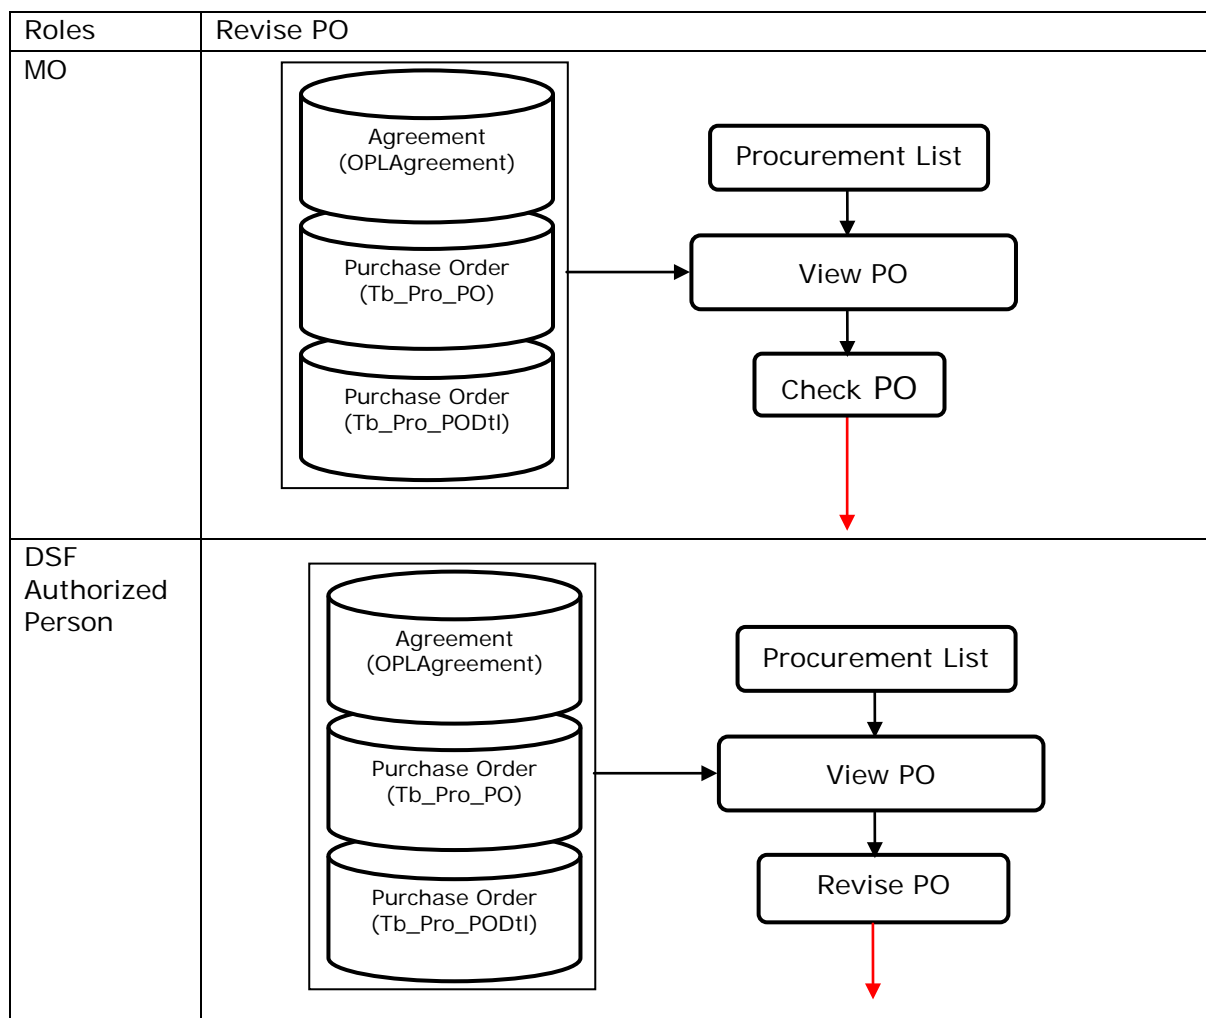 Roles
Revise PO
MO
Agreement
(OPLAgreement)
Purchase Order
(Tb_Pro_PO)
Purchase Order
(Tb_Pro_PODtl)
Procurement List
View PO
Check PO
DSF
Authorized
Person
Agreement
(OPLAgreement)
Purchase Order
(Tb_Pro_PO)
Purchase Order
(Tb_Pro_PODtl)
Procurement List
View PO
Revise PO